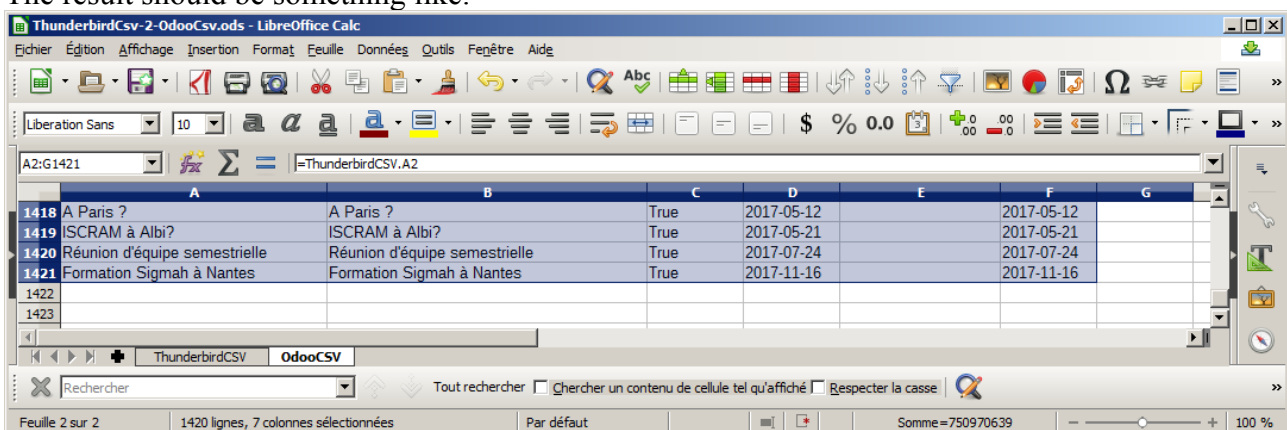 The result should be something like:
ThunderbirdCsv-2-OdooCsv.ods - LibreOffice Calc
Fichier Édition Affichage Insertion Format Feuille Données Outils Fenêtre Aide
Abc Ω »
Liberation Sans 10 a a a a $ % 0.0 »
A2:G1421 fx Σ = =ThunderbirdCSV.A2
A B C D E F G
1418 A Paris ? A Paris ? True 2017-05-12 2017-05-12
1419 ISCRAM à Albi? ISCRAM à Albi? True 2017-05-21 2017-05-21
1420 Réunion d'équipe semestrielle Réunion d'équipe semestrielle True 2017-07-24 2017-07-24
1421 Formation Sigmah à Nantes Formation Sigmah à Nantes True 2017-11-16 2017-11-16
1422
1423
ThunderbirdCSV OdooCSV
Rechercher Tout rechercher Chercher un contenu de cellule tel qu'affiché Respecter la casse »
Feuille 2 sur 2 1420 lignes, 7 colonnes sélectionnées Par défaut Somme=750970639 100 %